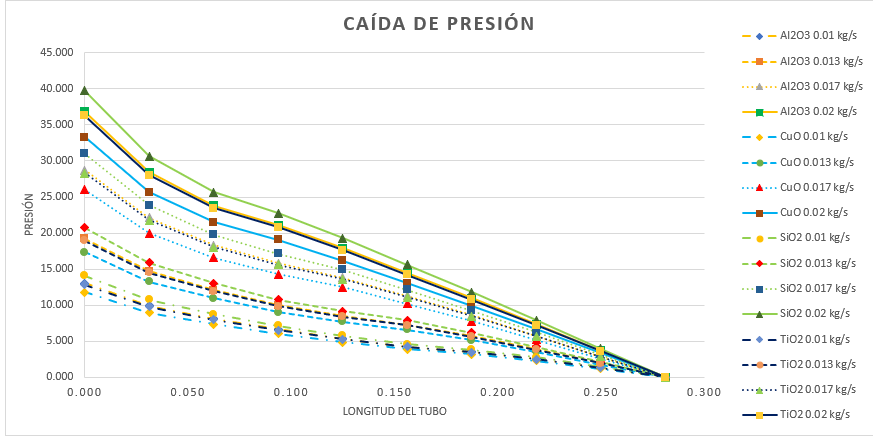 CAÍDA DE PRESIÓN
45.000
40.000
35.000
30.000
25.000
20.000
15.000
10.000
5.000
0.000
PRESIÓN
0.000 0.050 0.100 0.150 0.200 0.250 0.300
LONGITUD DEL TUBO
Al2O3 0.01 kg/s
Al2O3 0.013 kg/s
Al2O3 0.017 kg/s
Al2O3 0.02 kg/s
CuO 0.01 kg/s
CuO 0.013 kg/s
CuO 0.017 kg/s
CuO 0.02 kg/s
SiO2 0.01 kg/s
SiO2 0.013 kg/s
SiO2 0.017 kg/s
SiO2 0.02 kg/s
TiO2 0.01 kg/s
TiO2 0.013 kg/s
TiO2 0.017 kg/s
TiO2 0.02 kg/s